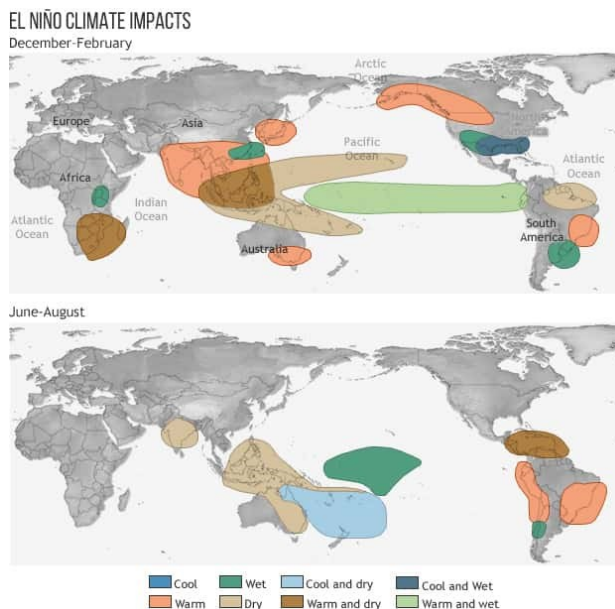 EL NIÑO CLIMATE IMPACTS
December-February
Arctic
Ocean
North
America
Europe
Asia
Pacific
Ocean
Atlantic
Ocean
Africa
Indian
Ocean
Atlantic
Ocean
South
America
Australia
June-August
Cool
Wet
Cool and dry
Cool and Wet
Warm
Dry
Warm and dry
Warm and wet